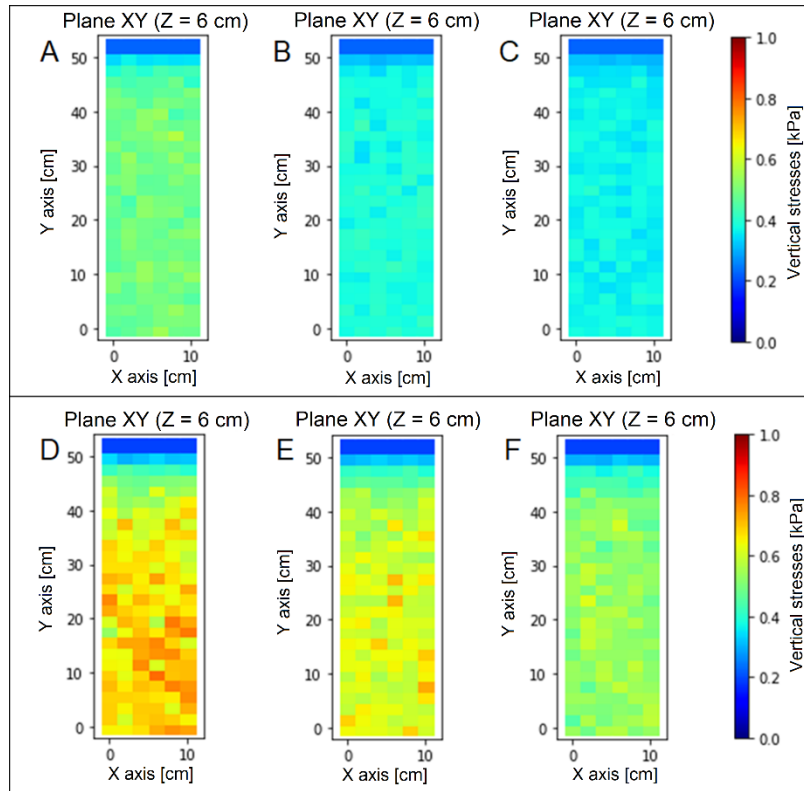 Plane XY (Z = 6 cm) Plane XY (Z = 6 cm) Plane XY (Z = 6 cm)
A B C
50 50 50 1.0
40 40 40 0.8
30 30 30 0.6
20 20 20 0.4
10 10 10 0.2
0 0 0 0.0
Y axis [cm] Y axis [cm] Y axis [cm] Vertical stresses [kPa]
0 10 0 10 0 10
X axis [cm] X axis [cm] X axis [cm]
Plane XY (Z = 6 cm) Plane XY (Z = 6 cm) Plane XY (Z = 6 cm)
D E F
50 50 50 1.0
40 40 40 0.8
30 30 30 0.6
20 20 20 0.4
10 10 10 0.2
0 0 0 0.0
Y axis [cm] Y axis [cm] Y axis [cm] Vertical stresses [kPa]
0 10 0 10 0 10
X axis [cm] X axis [cm] X axis [cm]